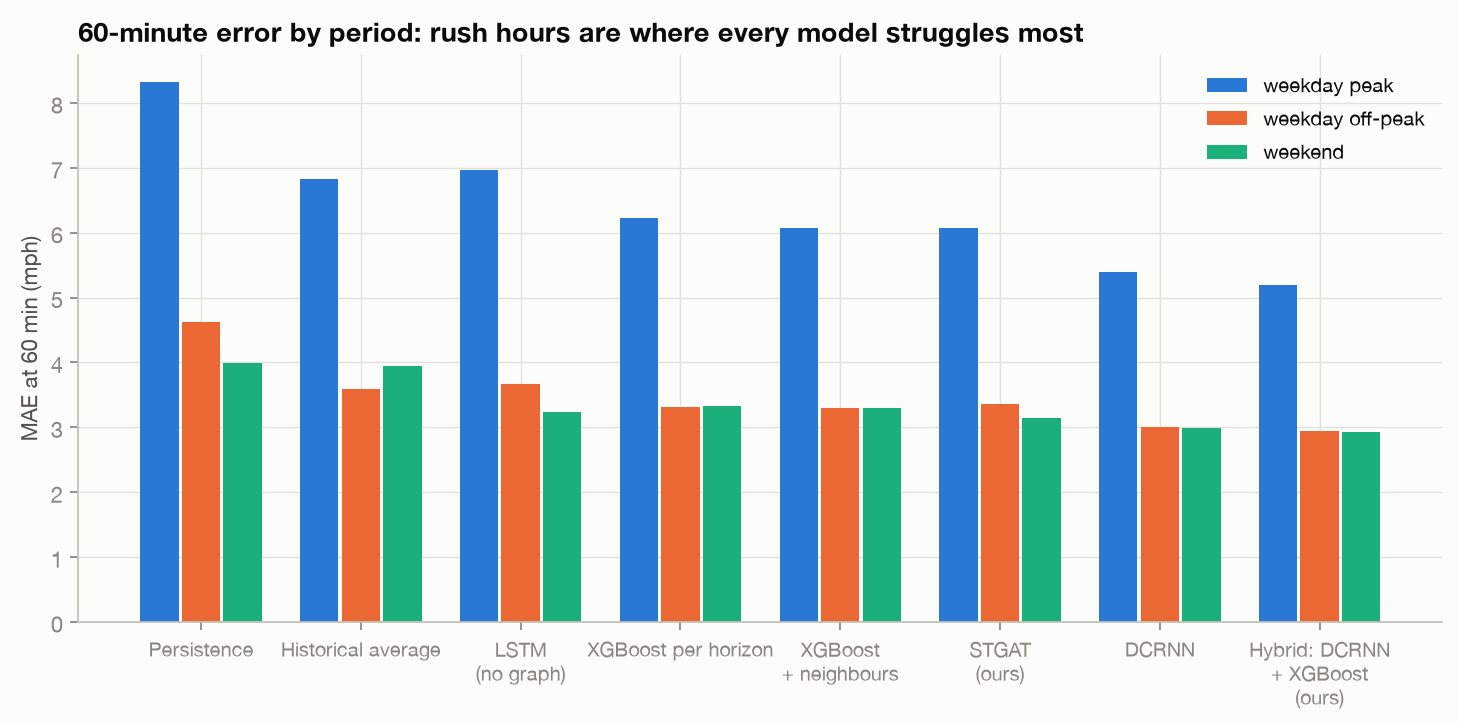 60-minute error by period: rush hours are where every model struggles most
weekday peak
weekday off-peak
weekend
MAE at 60 min (mph)
8
7
6
5
4
3
2
1
0
Persistence
Historical average
LSTM
(no graph)
XGBoost per horizon
XGBoost
+ neighbours
STGAT
(ours)
DCRNN
Hybrid: DCRNN
+ XGBoost
(ours)